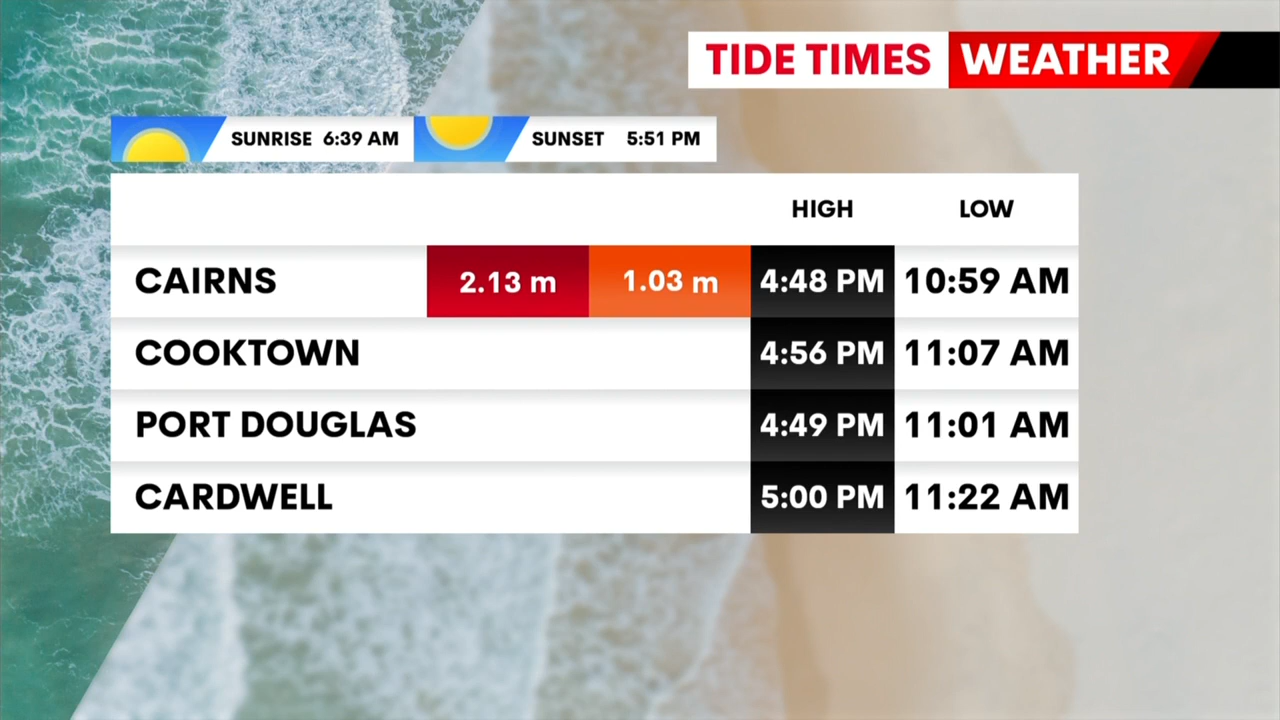 TIDE TIMES WEATHER
SUNRISE 6:39 AM SUNSET 5:51 PM
HIGH LOW
CAIRNS 2.13 m 1.03 m 4:48 PM 10:59 AM
COOKTOWN 4:56 PM 11:07 AM
PORT DOUGLAS 4:49 PM 11:01 AM
CARDWELL 5:00 PM 11:22 AM